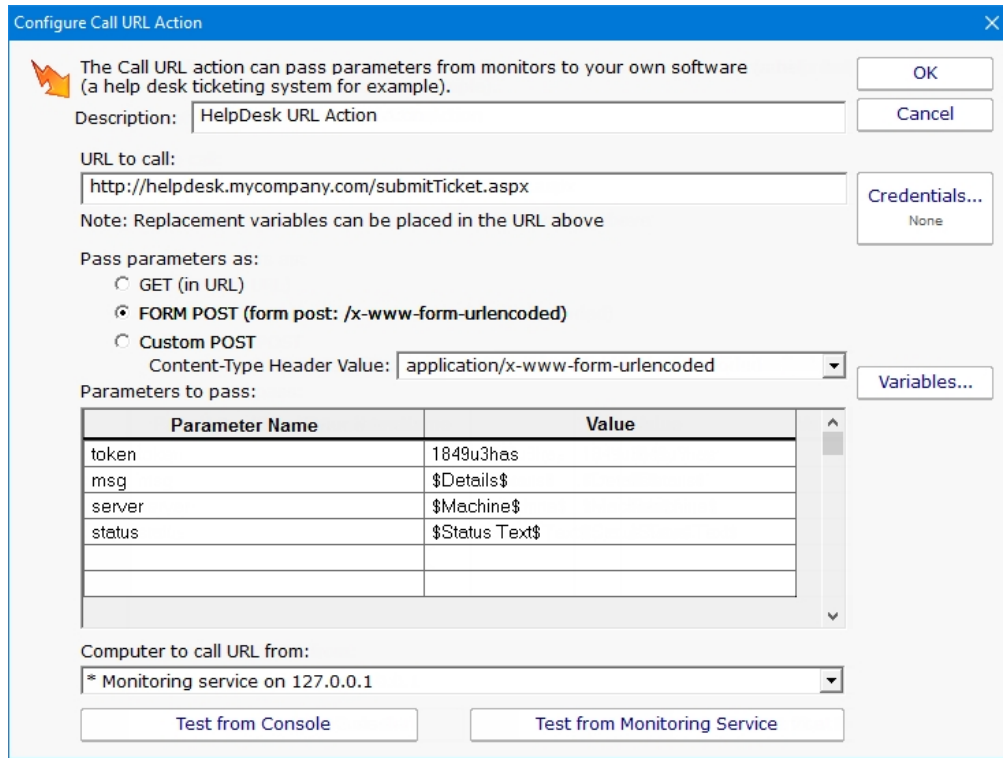 Configure Call URL Action
The Call URL action can pass parameters from monitors to your own software
(a help desk ticketing system for example).
OK
Description: HelpDesk URL Action
Cancel
URL to call:
http://helpdesk.mycompany.com/submitTicket.aspx
Credentials...
None
Note: Replacement variables can be placed in the URL above
Pass parameters as:
GET (in URL)
FORM POST (form post: /x-www-form-urlencoded)
Custom POST
Content-Type Header Value: application/x-www-form-urlencoded
Variables...
Parameters to pass:
Parameter Name Value
token 1849u3has
msg $Details$
server $Machine$
status $Status Text$
Computer to call URL from:
* Monitoring service on 127.0.0.1
Test from Console Test from Monitoring Service